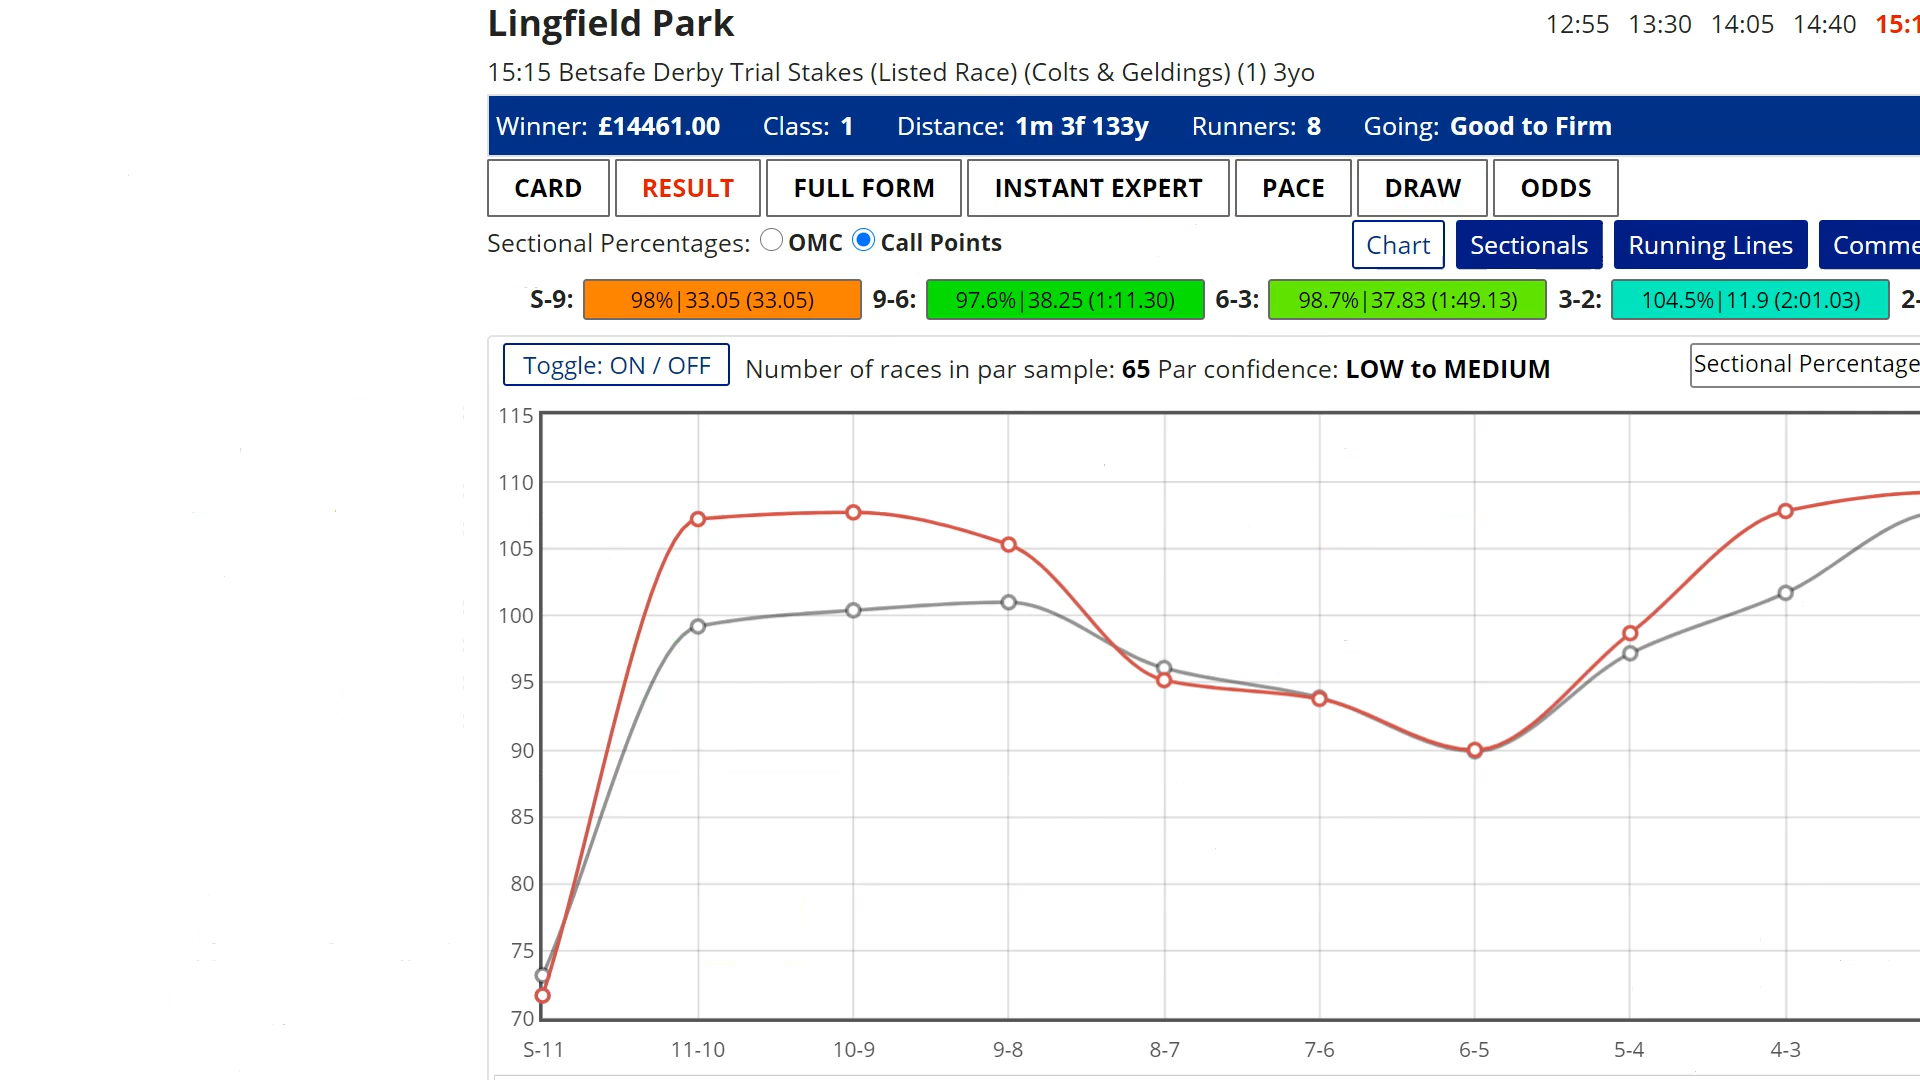 Lingfield Park
12:55 13:30 14:05 14:40 15:1
15:15 Betsafe Derby Trial Stakes (Listed Race) (Colts & Geldings) (1) 3yo
Winner: £14461.00 Class: 1 Distance: 1m 3f 133y Runners: 8 Going: Good to Firm
CARD RESULT FULL FORM INSTANT EXPERT PACE DRAW ODDS
Sectional Percentages: OMC Call Points Chart Sectionals Running Lines Comme
S-9: 98%|33.05 (33.05) 9-6: 97.6%|38.25 (1:11.30) 6-3: 98.7%|37.83 (1:49.13) 3-2: 104.5%|11.9 (2:01.03) 2-
Toggle: ON / OFF Number of races in par sample: 65 Par confidence: LOW to MEDIUM Sectional Percentage
115
110
105
100
95
90
85
80
75
70
S-11 11-10 10-9 9-8 8-7 7-6 6-5 5-4 4-3